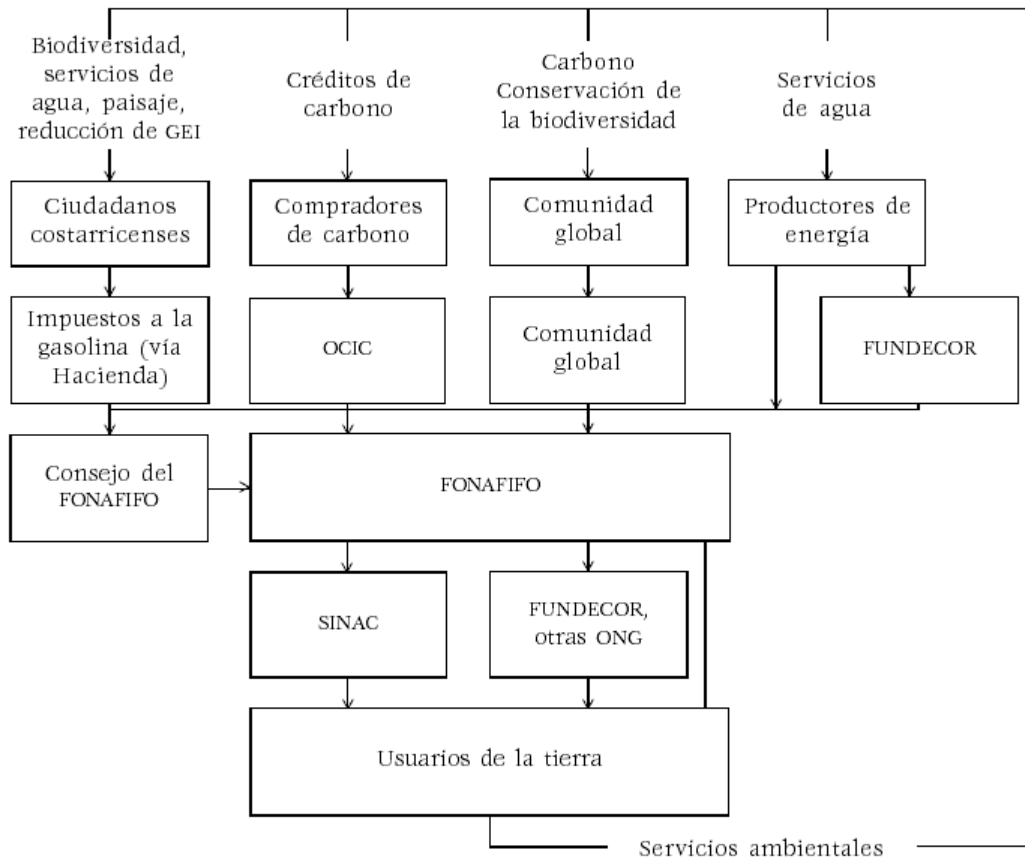 Biodiversidad,
servicios de
agua, paisaje,
reducción de GEI
Créditos de
carbono
Carbono
Conservación de
la biodiversidad
Servicios
de agua
Ciudadanos
costarricenses
Compradores
de carbono
Comunidad
global
Productores de
energía
Impuestos a la
gasolina (vía
Hacienda)
OCIC
Comunidad
global
FUNDECOR
Consejo del
FONAFIFO
FONAFIFO
SINAC
FUNDECOR,
otras ONG
Usuarios de la tierra
Servicios ambientales